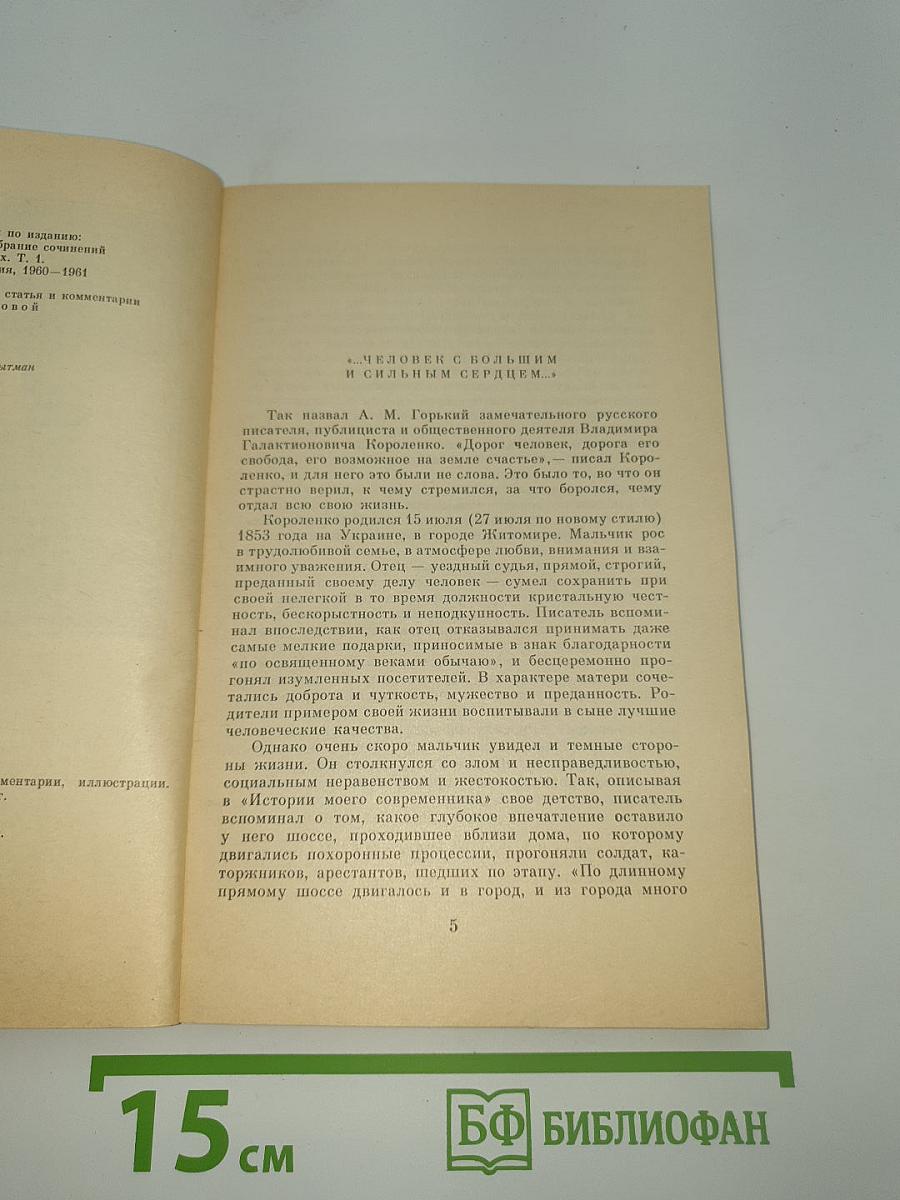 по изданию:
брание сочинений
х. Т. 1.
ия, 1960—1961
статья и комментарии
овой
ытман
ментарии, иллюстрации.
г.
«...ЧЕЛОВЕК С БОЛЬШИМ
И СИЛЬНЫМ СЕРДЦЕМ...»
Так назвал А. М. Горький замечательного русского
писателя, публициста и общественного деятеля Владимира
Галактионовича Короленко. «Дорог человек, дорога его
свобода, его возможное на земле счастье»,— писал Коро-
ленко, и для него это были не слова. Это было то, во что он
страстно верил, к чему стремился, за что боролся, чему
отдал всю свою жизнь.
Короленко родился 15 июля (27 июля по новому стилю)
1853 года на Украине, в городе Житомире. Мальчик рос
в трудолюбивой семье, в атмосфере любви, внимания и вза-
имного уважения. Отец — уездный судья, прямой, строгий,
преданный своему делу человек — сумел сохранить при
своей нелегкой в то время должности кристальную чест-
ность, бескорыстность и неподкупность. Писатель вспоми-
нал впоследствии, как отец отказывался принимать даже
самые мелкие подарки, приносимые в знак благодарности
«по освященному веками обычаю», и бесцеремонно про-
гонял изумленных посетителей. В характере матери соче-
тались доброта и чуткость, мужество и преданность. Ро-
дители примером своей жизни воспитывали в сыне лучшие
человеческие качества.
Однако очень скоро мальчик увидел и темные сторо-
ны жизни. Он столкнулся со злом и несправедливостью,
социальным неравенством и жестокостью. Так, описывая
в «Истории моего современника» свое детство, писатель
вспоминал о том, какое глубокое впечатление оставило
у него шоссе, проходившее вблизи дома, по которому
двигались похоронные процессии, прогоняли солдат, ка-
торжников, арестантов, шедших по этапу. «По длинному
прямому шоссе двигалось и в город, и из города много
5
15 см
БФ БИБЛИОФАН